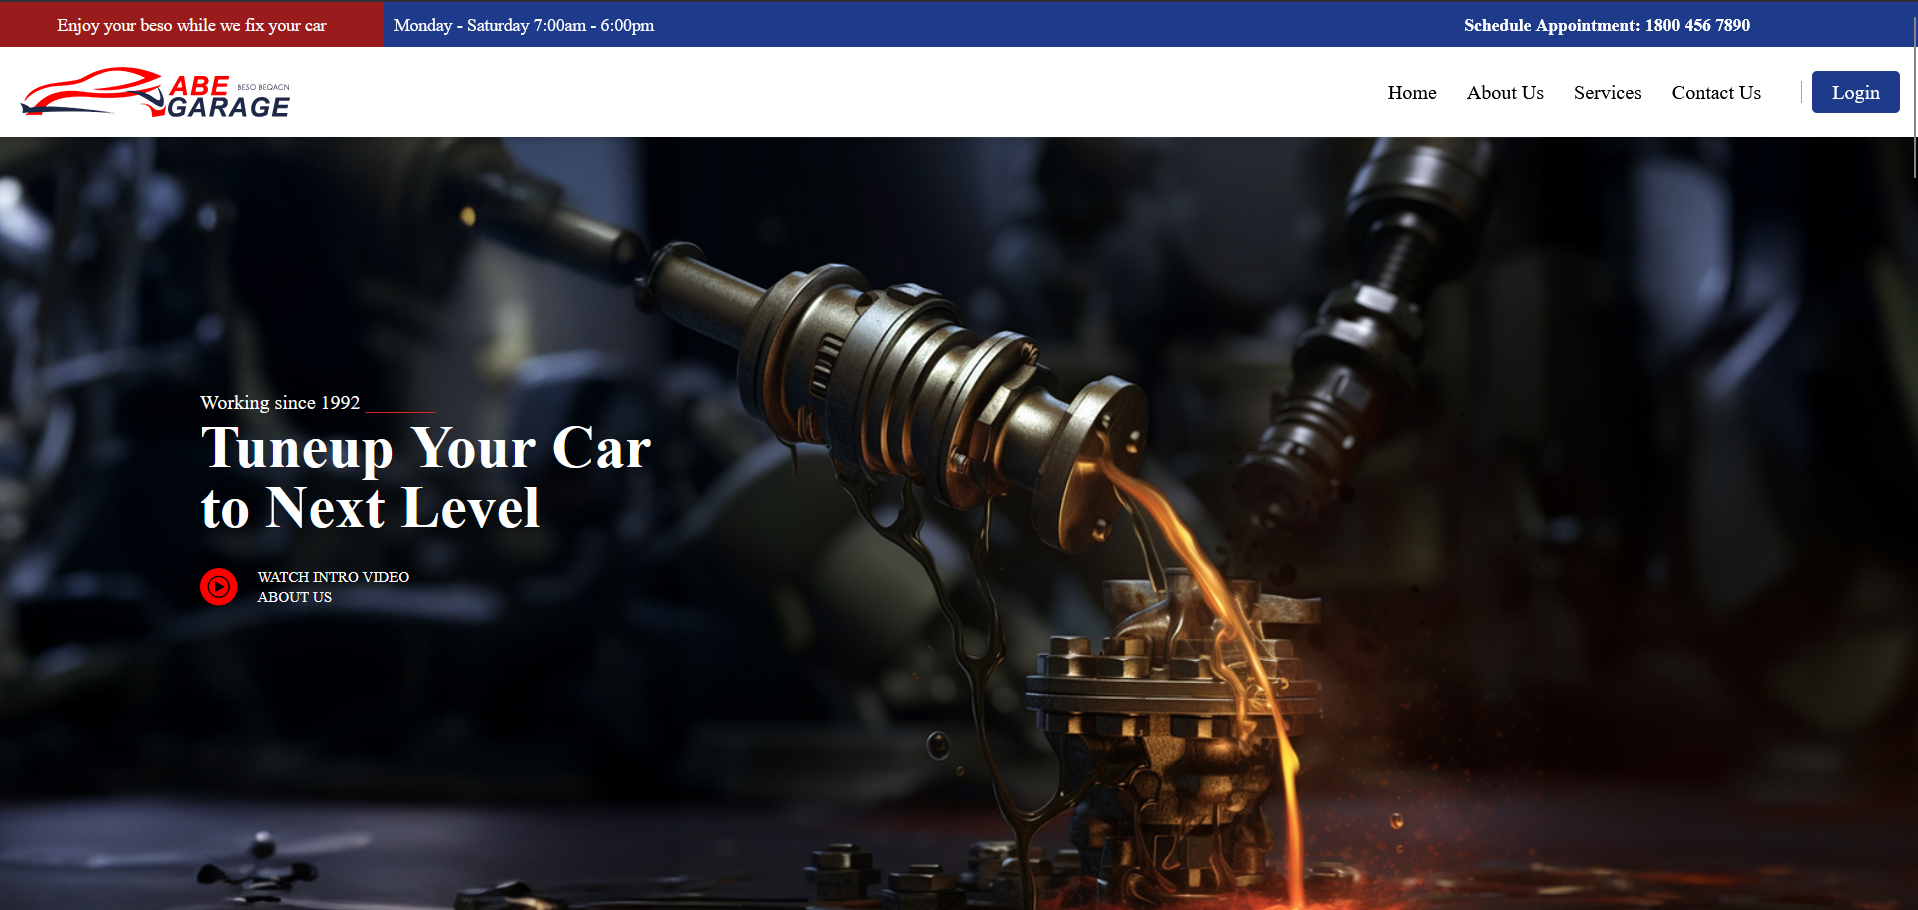 Enjoy your beso while we fix your car
Monday - Saturday 7:00am - 6:00pm
Schedule Appointment: 1800 456 7890
ABE BESO BEQACN
GARAGE
Home
About Us
Services
Contact Us
Login
Working since 1992
Tuneup Your Car
to Next Level
WATCH INTRO VIDEO
ABOUT US